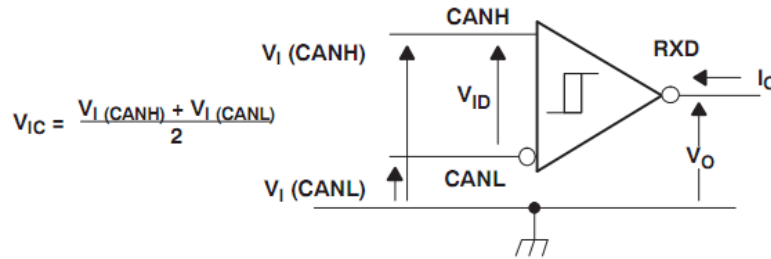 CANH
RXD
V_I (CANH)
I_O
V_ID
V_IC = V_I (CANH) + V_I (CANL)
2
V_O
CANL
V_I (CANL)